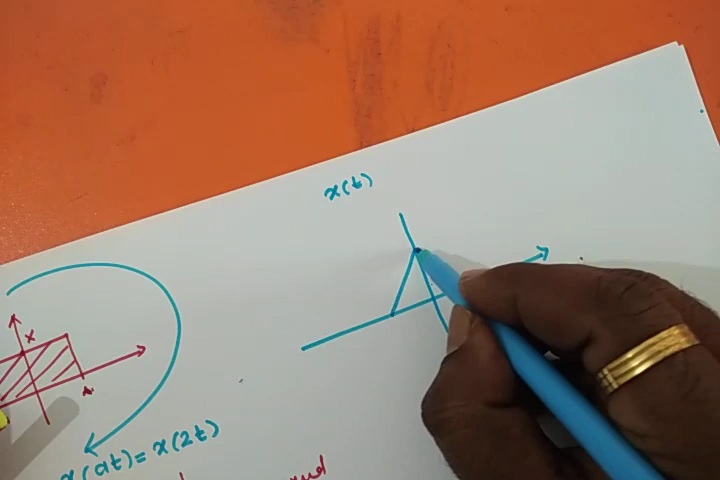 x(t)
X
A
x(at) = x(2t)